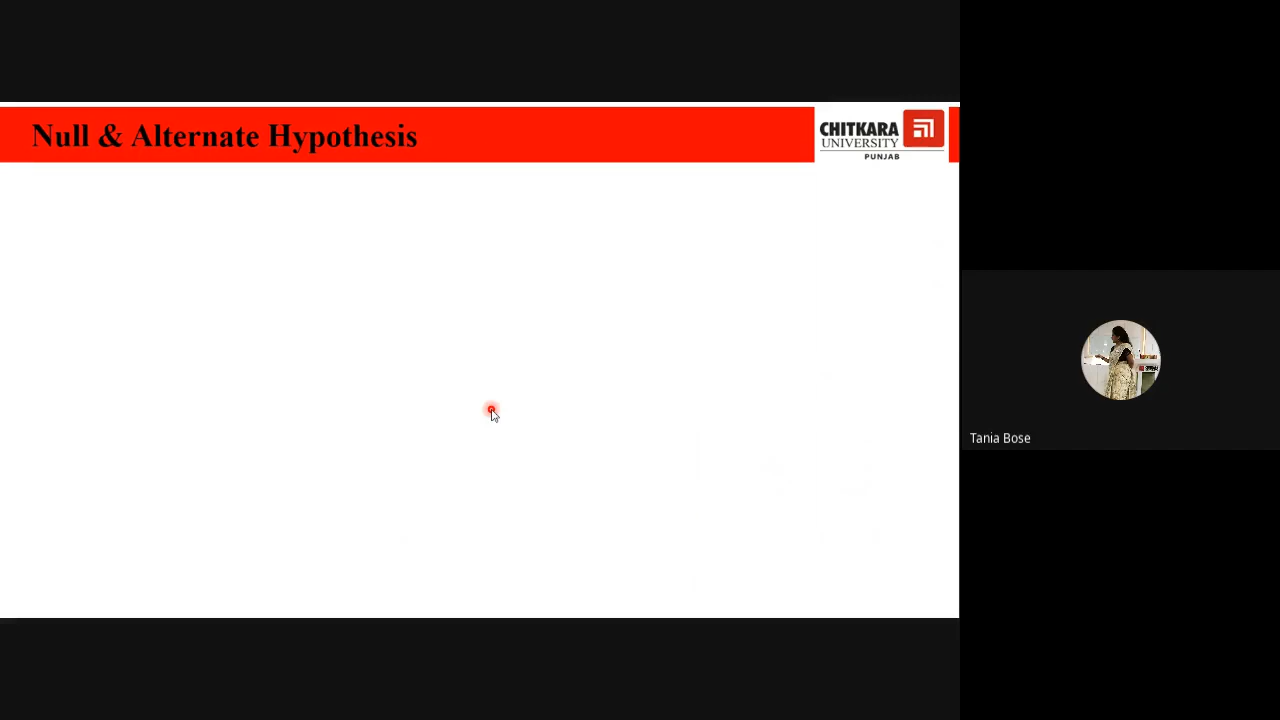 Null & Alternate Hypothesis
CHITKARA
UNIVERSITY
PUNJAB
Tania Bose